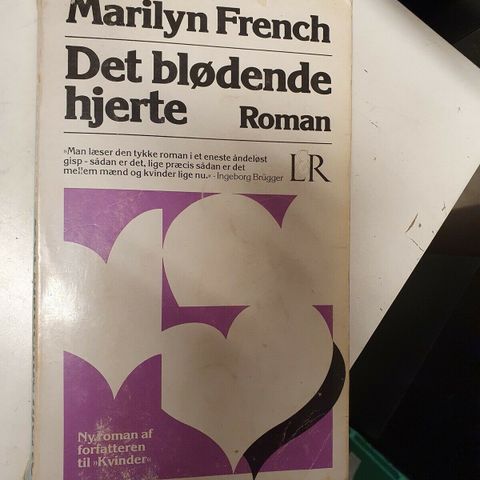 Marilyn French
Det blødende
hjerte
Roman
»Man læser den tykke roman i et eneste åndeløst
gisp - sådan er det, lige præcis sådan er det
mellem mænd og kvinder lige nu.« - Ingeborg Brügger
LR
Ny roman af
forfatteren
til »Kvinder«